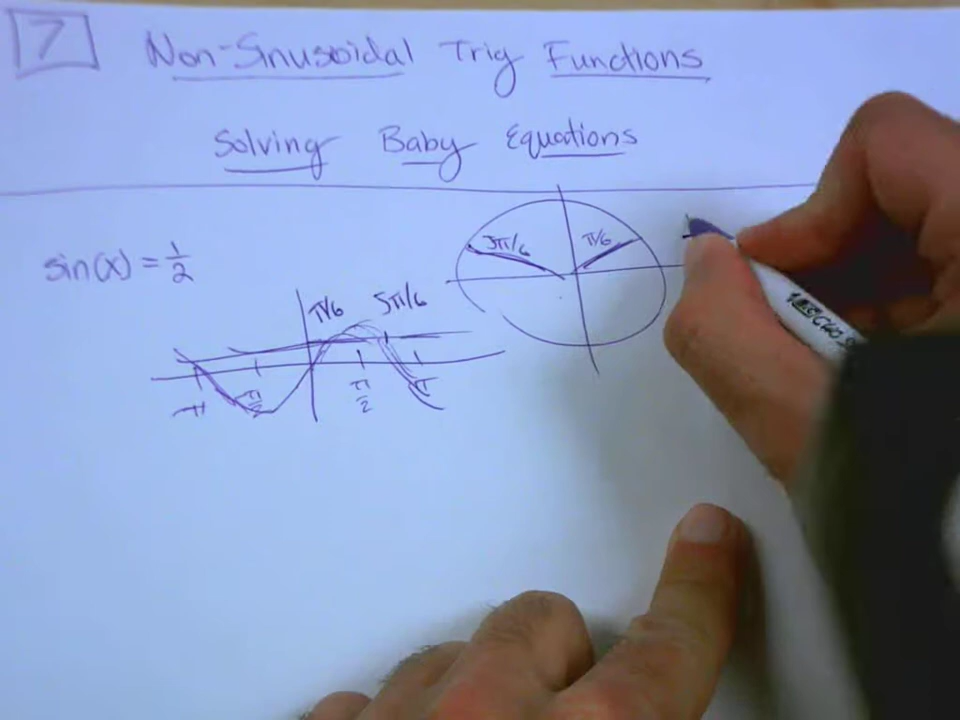 7
Non-Sinusoidal Trig Functions
Solving Baby Equations
sin(x) = 1/2
5π/6 π/6
π/6 5π/6
-π π/2 π/2 π